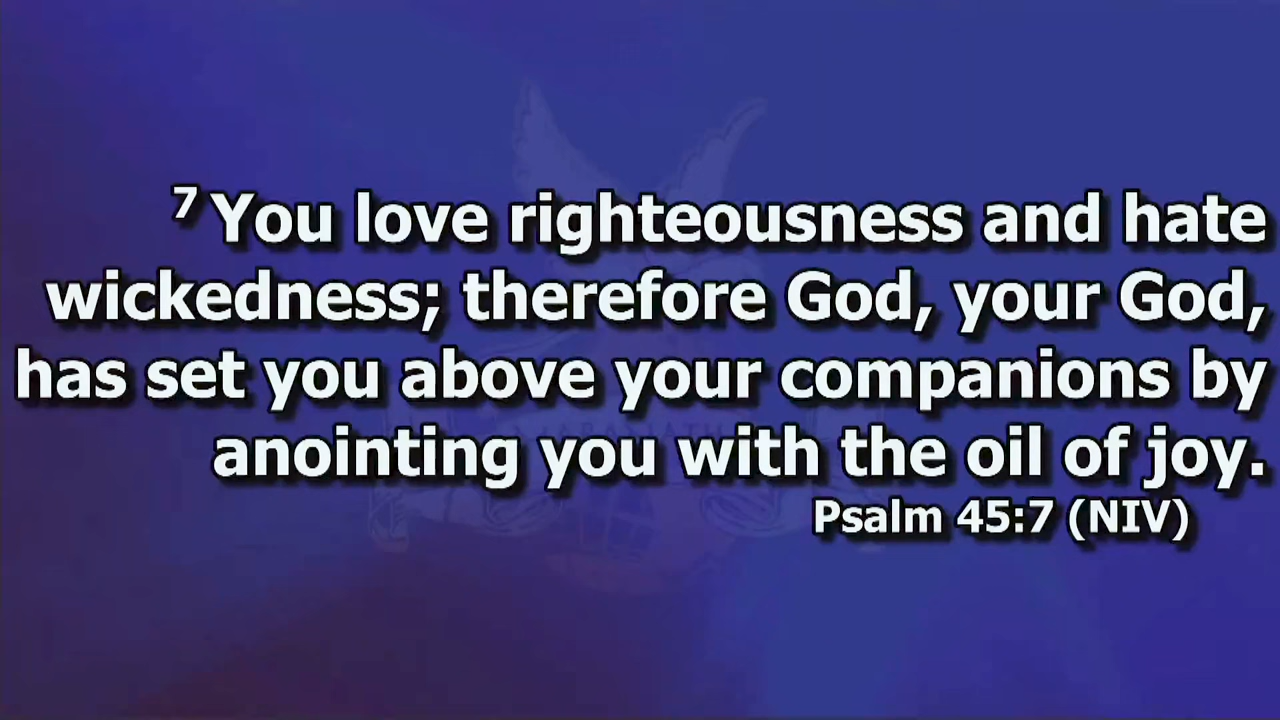 ⁷ You love righteousness and hate
wickedness; therefore God, your God,
has set you above your companions by
anointing you with the oil of joy.
Psalm 45:7 (NIV)